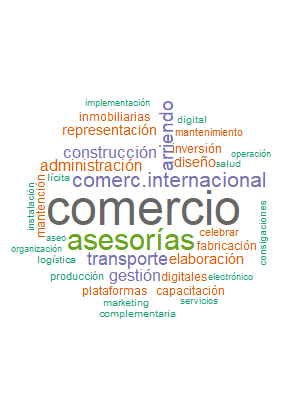 implementación
inmobiliarias
arriendo
digital
representación
mantenimiento
construcción
inversión
operación
administración
diseño
salud
lícita
comerc.internacional
mantención
instalación
comercio
consigaciones
aseo
asesorías
celebrar
organización
fabricación
logística
transporte
elaboración
producción
gestión
digitales
electrónico
plataformas
capacitación
marketing
servicios
complementaria